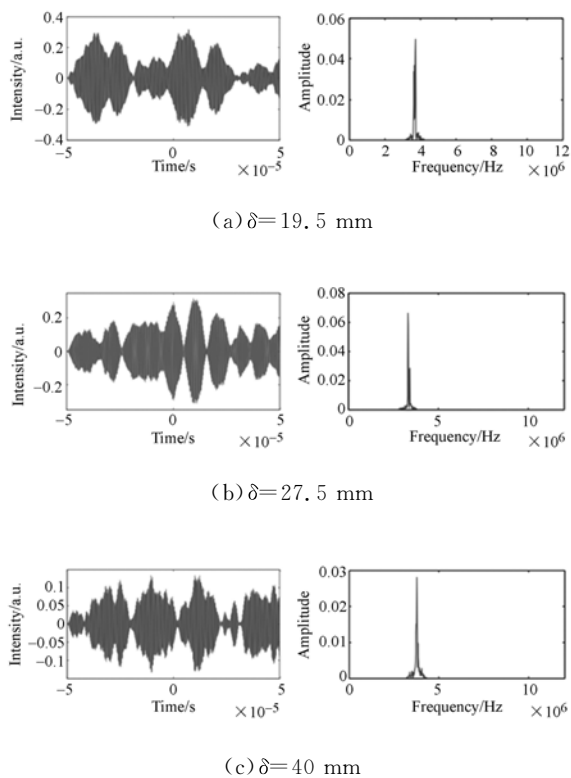 0.4
0.2
0
−0.2
−0.4
Intensity/a.u.
−5 0 5
Time/s ×10⁻⁵
0.06
0.04
0.02
0
Amplitude
0 2 4 6 8 10 12
Frequency/Hz ×10⁶
(a)δ=19.5 mm
0.2
0
−0.2
Intensity/a.u.
−5 0 5
Time/s ×10⁻⁵
0.08
0.06
0.04
0.02
0
Amplitude
0 5 10
Frequency/Hz ×10⁶
(b)δ=27.5 mm
0.1
0.05
0
−0.05
−0.1
Intensity/a.u.
−5 0 5
Time/s ×10⁻⁵
0.03
0.02
0.01
0
Amplitude
0 5 10
Frequency/Hz ×10⁶
(c)δ=40 mm